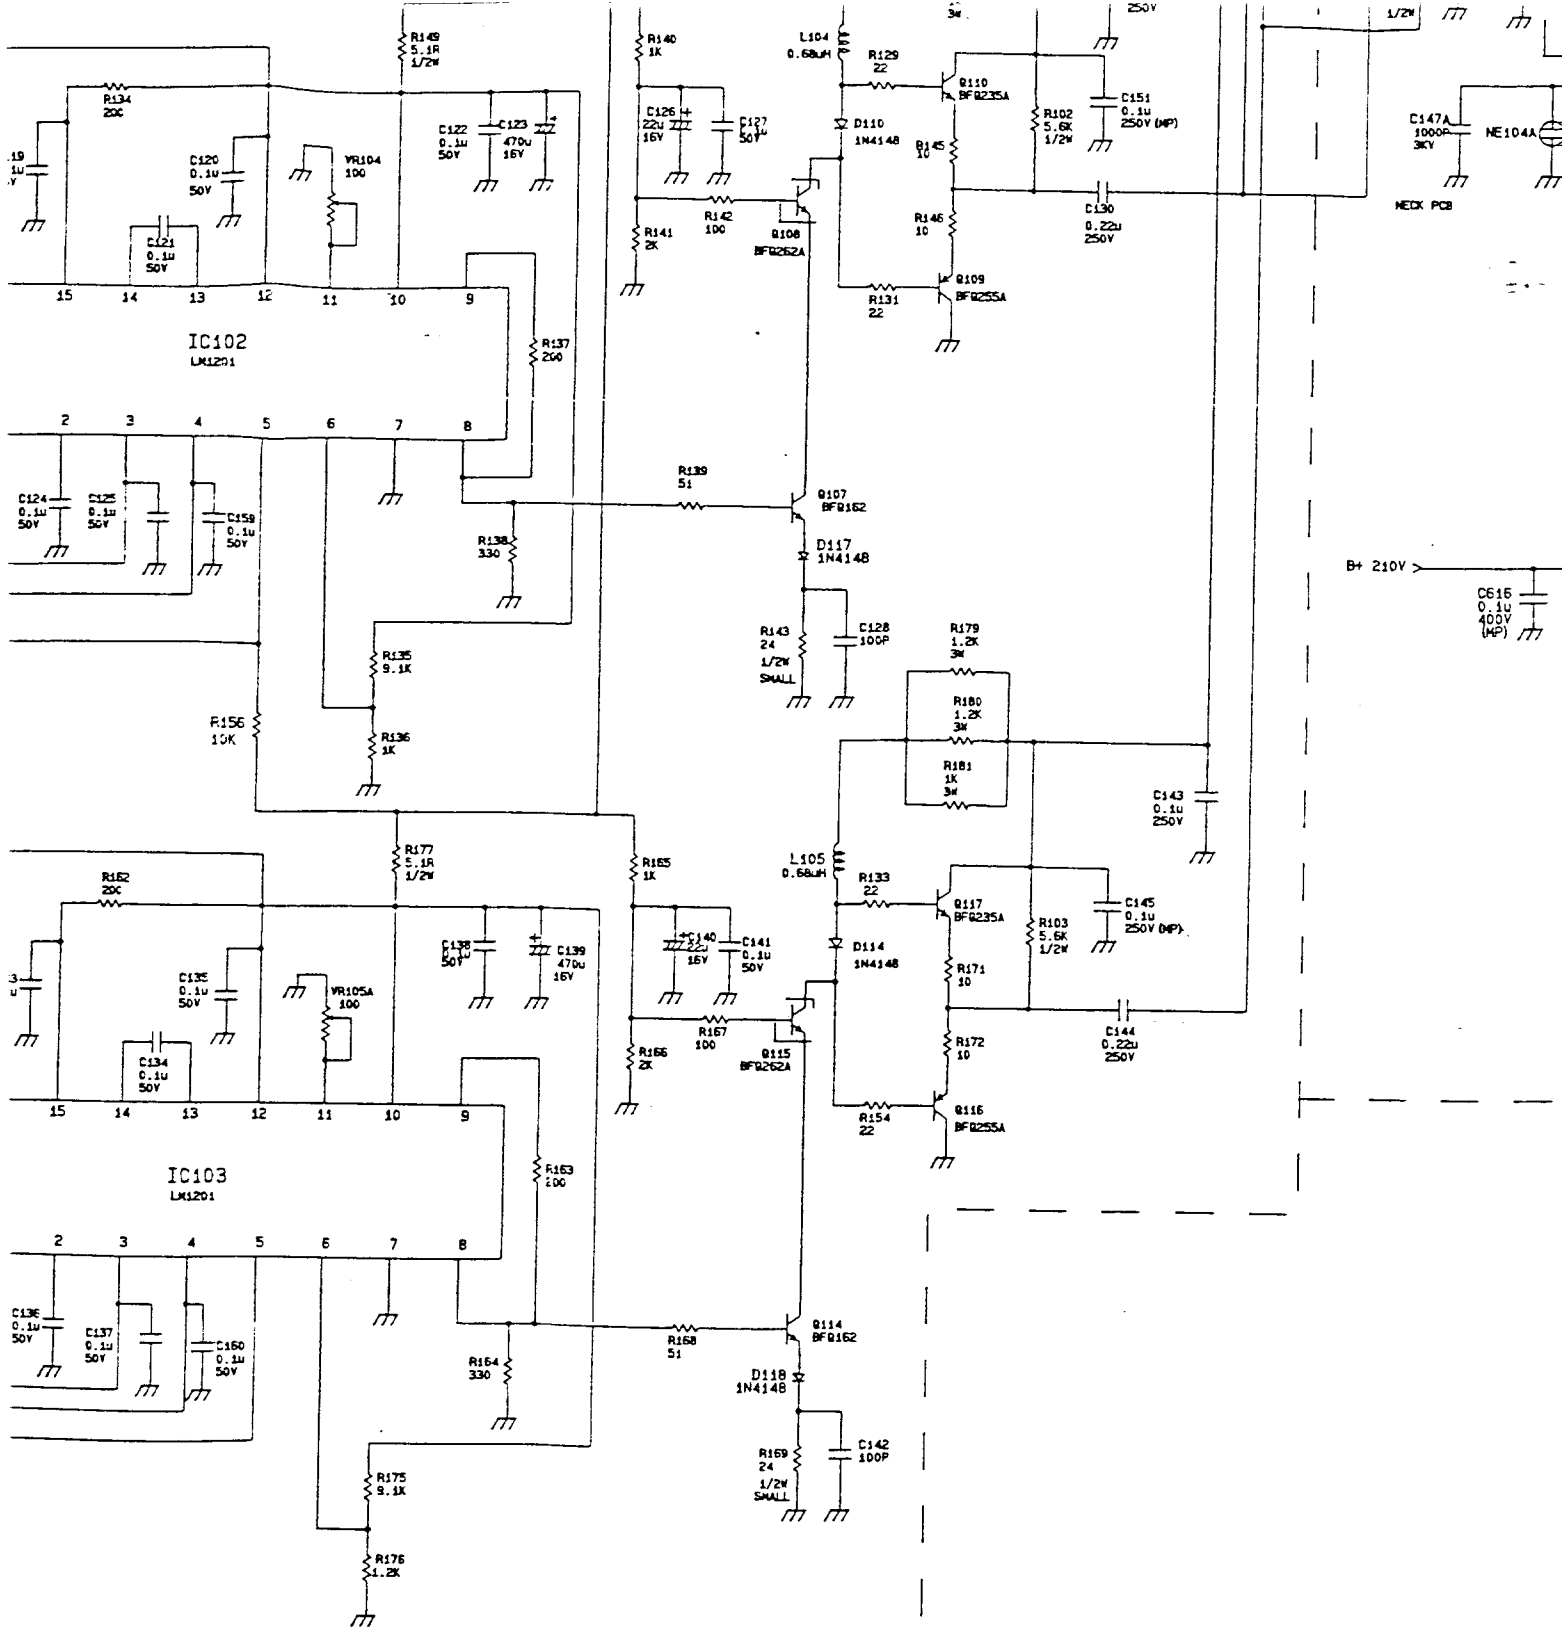 R149
5.1R
1/2W
R140
1K
L104
0.68uH
3W
250V
1/2W
R129
22
Q110
BFQ235A
C151
0.1u
250V(MP)
R102
5.6K
1/2W
C147A
1000P
3KV
NE104A
NECK PCB
R134
200
C122
0.1u
50V
C123
470u
16V
C126
22u
16V
C127
0.1u
50V
D110
1N4148
R145
10
C120
0.1u
50V
VR104
100
C121
0.1u
50V
R142
100
R141
2K
Q108
BFQ262A
R146
10
C130
0.22u
250V
Q109
BFQ255A
R131
22
15
14
13
12
11
10
9
IC102
LM1201
R137
200
2
3
4
5
6
7
8
R139
51
Q107
BFQ162
C124
0.1u
50V
C125
0.1u
50V
C159
0.1u
50V
R138
330
D117
1N4148
B+ 210V
C616
0.1u
400V
(MP)
R143
24
1/2W
SMALL
C128
100P
R179
1.2K
3W
R135
9.1K
R180
1.2K
3W
R156
10K
R136
1K
R181
1K
3W
C143
0.1u
250V
R177
5.1R
1/2W
R165
1K
L105
0.68uH
R133
22
Q117
BFQ235A
C145
0.1u
250V(MP)
R162
200
R103
5.6K
1/2W
C138
0.1u
50V
C139
470u
16V
C140
22u
16V
C141
0.1u
50V
D114
1N4148
R171
10
C135
0.1u
50V
VR105A
100
C134
0.1u
50V
R167
100
R166
2K
Q115
BFQ262A
R172
10
C144
0.22u
250V
Q116
BFQ255A
R154
22
15
14
13
12
11
10
9
IC103
LM1201
R163
200
2
3
4
5
6
7
8
R168
51
Q114
BFQ162
C136
0.1u
50V
C137
0.1u
50V
C160
0.1u
50V
R164
330
D118
1N4148
R169
24
1/2W
SMALL
C142
100P
R175
9.1K
R176
1.2K